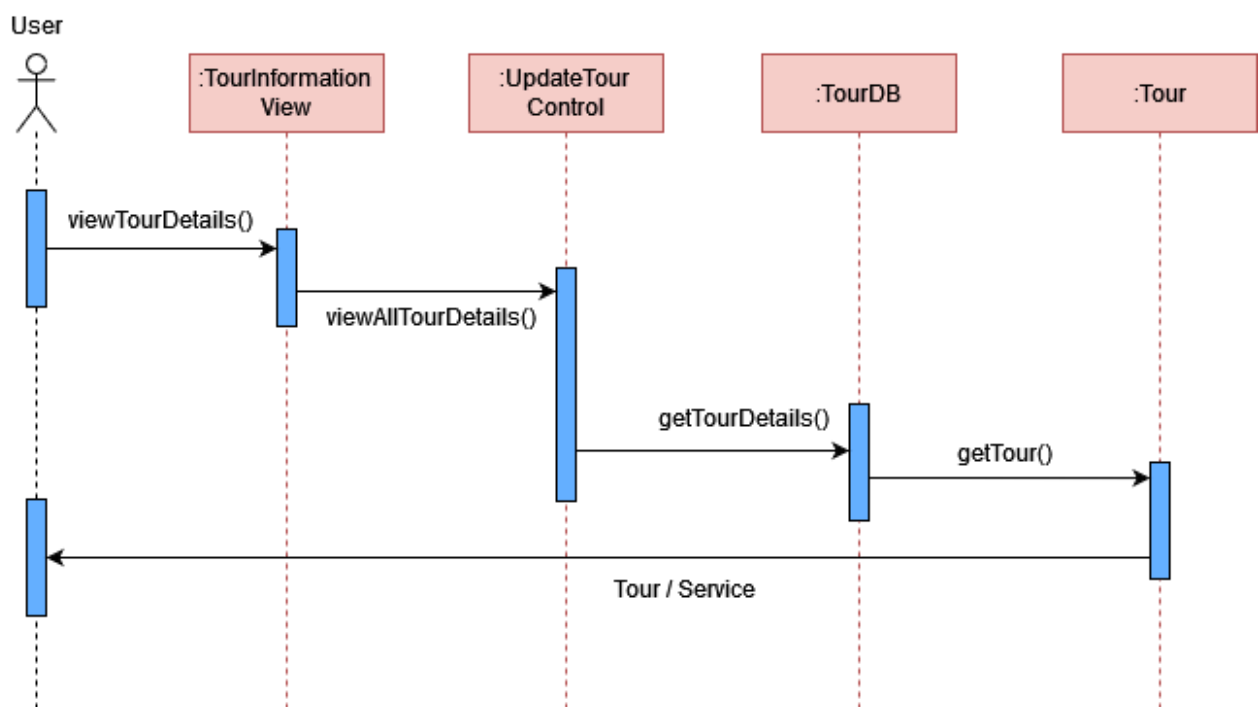 User
:TourInformation
View
:UpdateTour
Control
:TourDB
:Tour
viewTourDetails()
viewAllTourDetails()
getTourDetails()
getTour()
Tour / Service